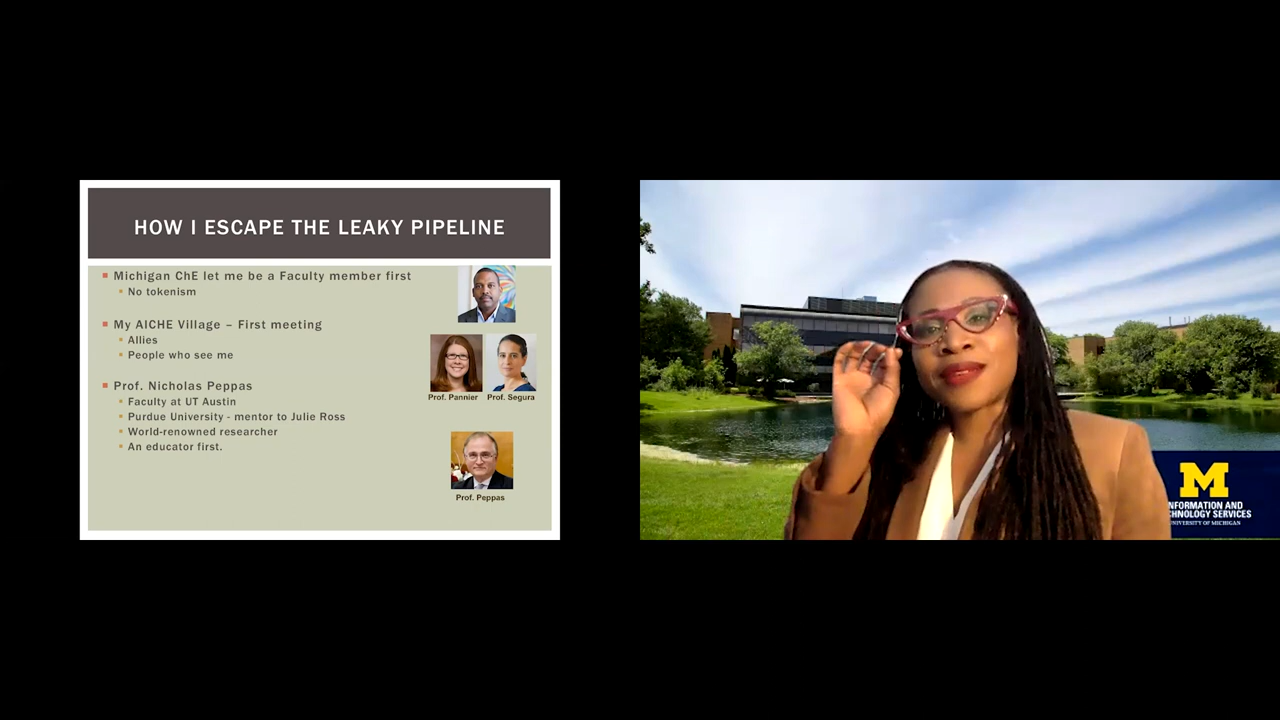 HOW I ESCAPE THE LEAKY PIPELINE
Michigan ChE let me be a Faculty member first
No tokenism
My AICHE Village – First meeting
Allies
People who see me
Prof. Pannier
Prof. Segura
Prof. Nicholas Peppas
Faculty at UT Austin
Purdue University - mentor to Julie Ross
World-renowned researcher
An educator first.
Prof. Peppas
M
NFORMATION AND
CHNOLOGY SERVICES
UNIVERSITY OF MICHIGAN